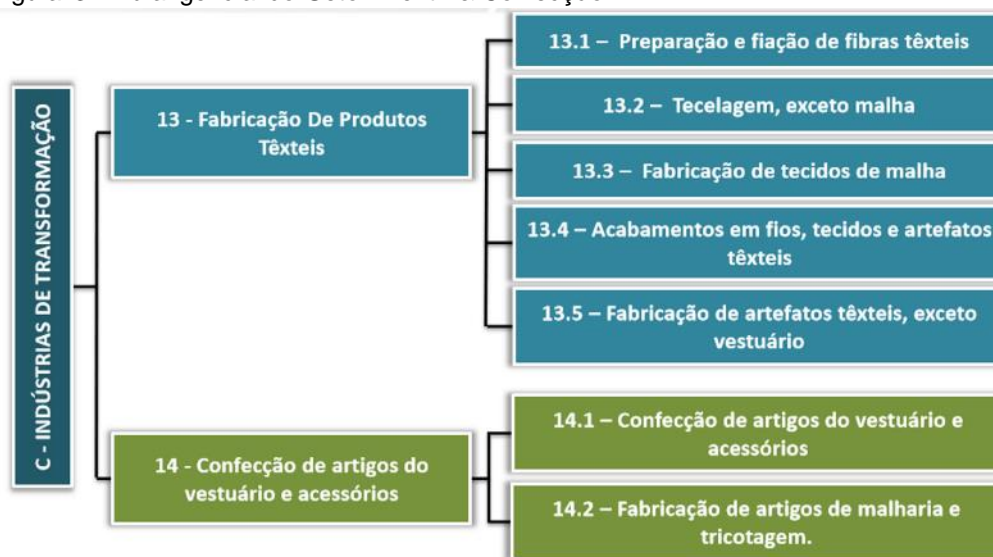 C - INDÚSTRIAS DE TRANSFORMAÇÃO
13 - Fabricação De Produtos
Têxteis
13.1 – Preparação e fiação de fibras têxteis
13.2 – Tecelagem, exceto malha
13.3 – Fabricação de tecidos de malha
13.4 – Acabamentos em fios, tecidos e artefatos
têxteis
13.5 – Fabricação de artefatos têxteis, exceto
vestuário
14 - Confecção de artigos do
vestuário e acessórios
14.1 – Confecção de artigos do vestuário e
acessórios
14.2 – Fabricação de artigos de malharia e
tricotagem.